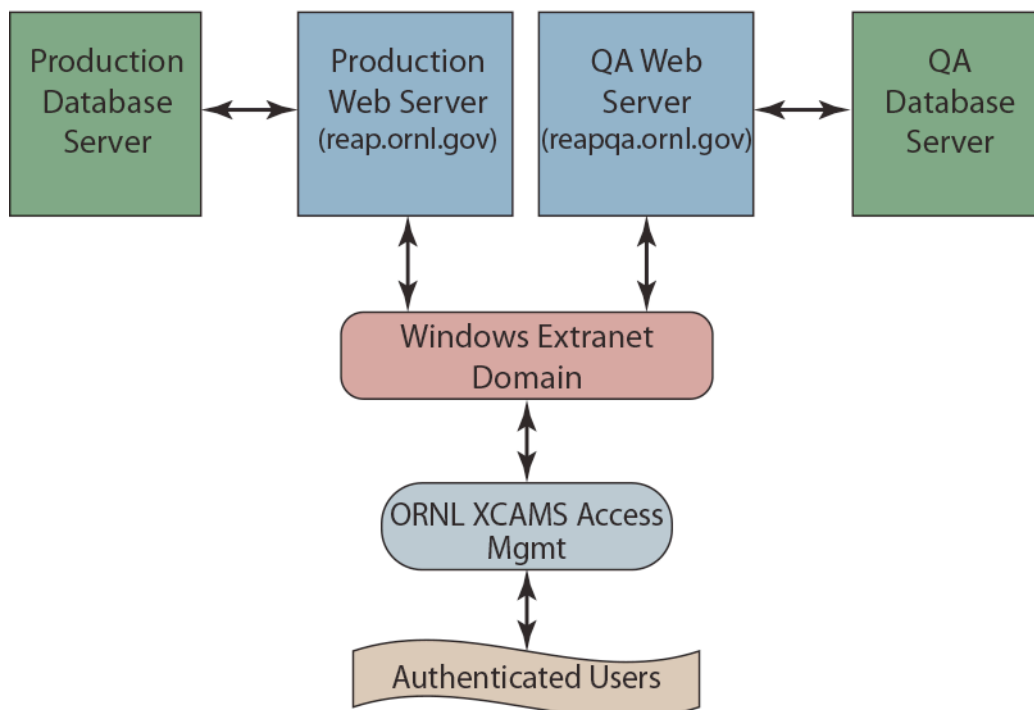 Production
Database
Server
Production
Web Server
(reap.ornl.gov)
QA Web
Server
(reapqa.ornl.gov)
QA
Database
Server
Windows Extranet
Domain
ORNL XCAMS Access
Mgmt
Authenticated Users